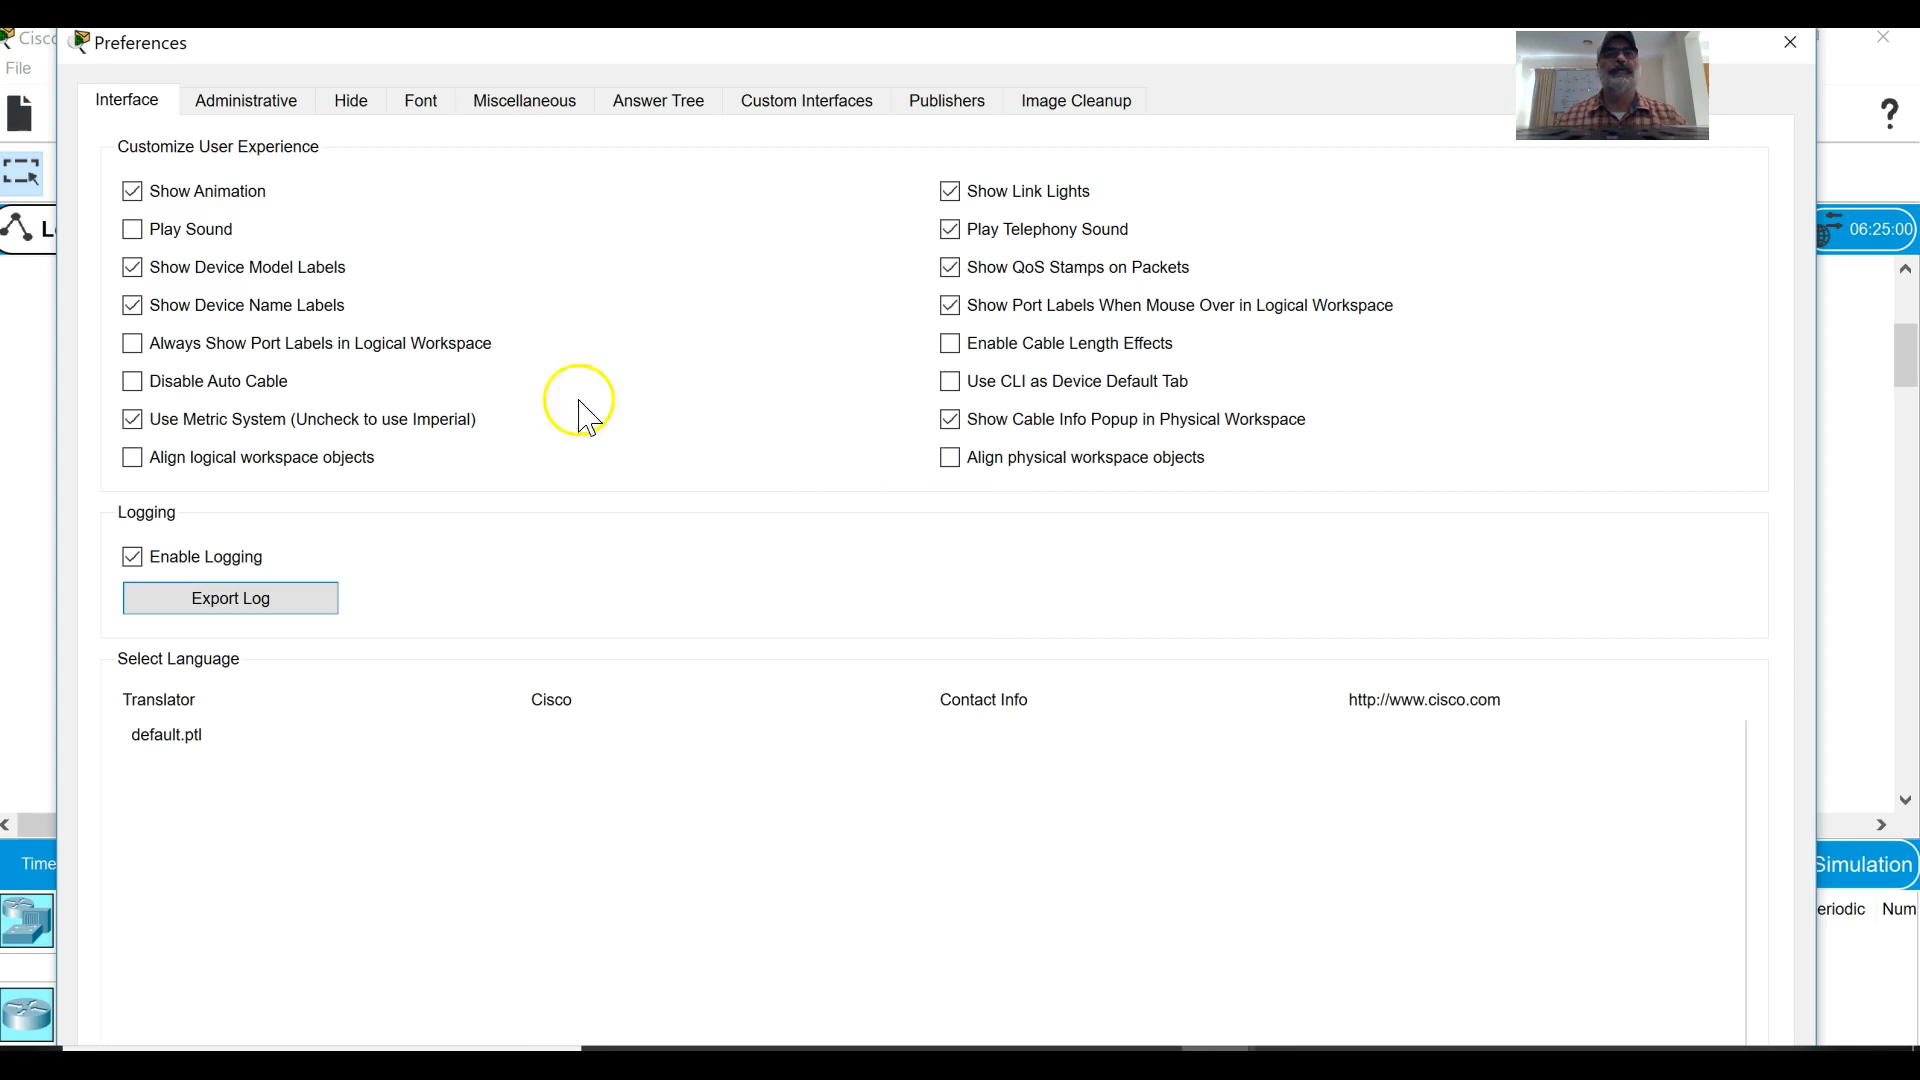 Preferences
Cisc
File
Interface
Administrative
Hide
Font
Miscellaneous
Answer Tree
Custom Interfaces
Publishers
Image Cleanup
?
Customize User Experience
Show Animation
Show Link Lights
Play Sound
Play Telephony Sound
L
06:25:00
Show Device Model Labels
Show QoS Stamps on Packets
Show Device Name Labels
Show Port Labels When Mouse Over in Logical Workspace
Always Show Port Labels in Logical Workspace
Enable Cable Length Effects
Disable Auto Cable
Use CLI as Device Default Tab
Use Metric System (Uncheck to use Imperial)
Show Cable Info Popup in Physical Workspace
Align logical workspace objects
Align physical workspace objects
Logging
Enable Logging
Export Log
Select Language
Translator
Cisco
Contact Info
http://www.cisco.com
default.ptl
Time
Simulation
eriodic
Num